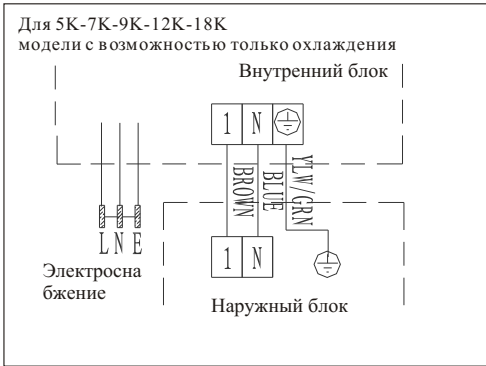 Для 5K-7K-9K-12K-18K
модели с возможностью только охлаждения
Внутренний блок
1 N
BROWN
BLUE
YLW/GRN
L N E
1 N
Электросна
бжение
Наружный блок